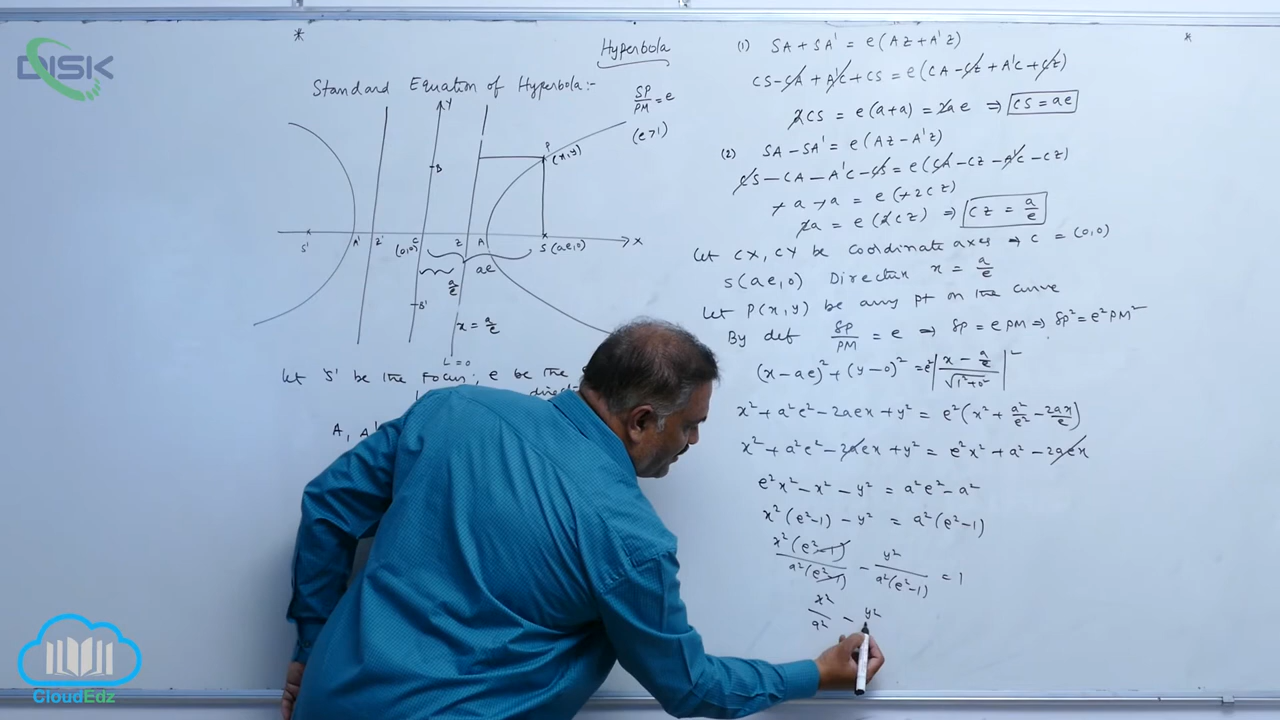 *
*
DISK
Hyperbola
Standard Equation of Hyperbola:-
SP/PM = e
(e>1)
Y
B
P
(x,y)
S'
A'
Z'
C
(0,0)
Z
A
S (ae,0)
X
ae
a/e
B'
x = a/e
L=0
Let 'S' be the Focus, e be the
A, A'
(1) SA + SA' = e(AZ + A'Z)
CS - CA + A'C + CS = e(CA - CZ + A'C + CZ)
2CS = e(a+a) = 2ae ⇒ CS = ae
(2) SA - SA' = e(AZ - A'Z)
CS - CA - A'C - CS = e(CA - CZ - A'C - CZ)
+a +a = e(+2CZ)
2a = e(2CZ) ⇒ CZ = a/e
Let CX, CY be coordinate axes ⇒ C = (0,0)
S(ae,0) Directrix x = a/e
Let P(x,y) be any pt on the curve
By def SP/PM = e ⇒ SP = e PM ⇒ SP² = e² PM²
(x-ae)² + (y-0)² = e² |(x - a/e)/√(1²+0²)|²
x² + a²e² - 2aex + y² = e²(x² + a²/e² - 2ax/e)
x² + a²e² - 2aex + y² = e²x² + a² - 2aex
e²x² - x² - y² = a²e² - a²
x²(e²-1) - y² = a²(e²-1)
x²(e²-1)/a²(e²-1) - y²/a²(e²-1) = 1
x²/a² - y²
CloudEdz